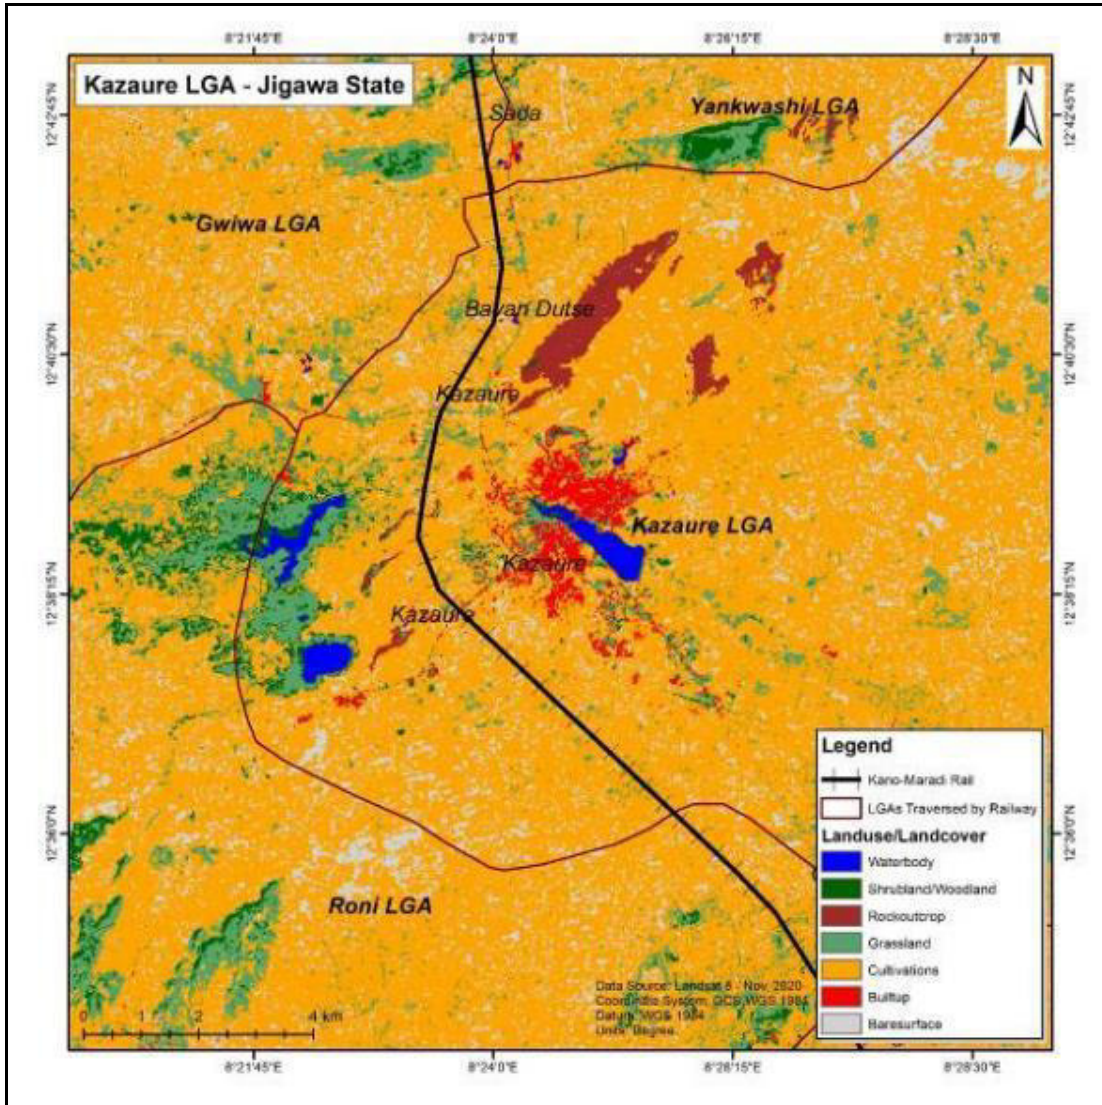 8°21'45"E
8°24'0"E
8°26'15"E
8°28'30"E
Kazaure LGA - Jigawa State
N
12°42'45"N
12°42'45"N
Sada
Yankwashi LGA
Gwiwa LGA
Bayan Dutse
12°40'30"N
12°40'30"N
Kazaure
Kazaure LGA
Kazaure
12°38'15"N
12°38'15"N
Kazaure
Legend
Kano-Maradi Rail
LGAs Traversed by Railway
Landuse/Landcover
Waterbody
Shrubland/Woodland
Rockoutcrop
Grassland
Cultivations
Builtup
Baresurface
12°36'0"N
12°36'0"N
Roni LGA
Data Source: Landsat 8 - Nov, 2020
Coordinate System: GCS WGS 1984
Datum: WGS 1984
Units: Degree
0 1 2 4 km
8°21'45"E
8°24'0"E
8°26'15"E
8°28'30"E